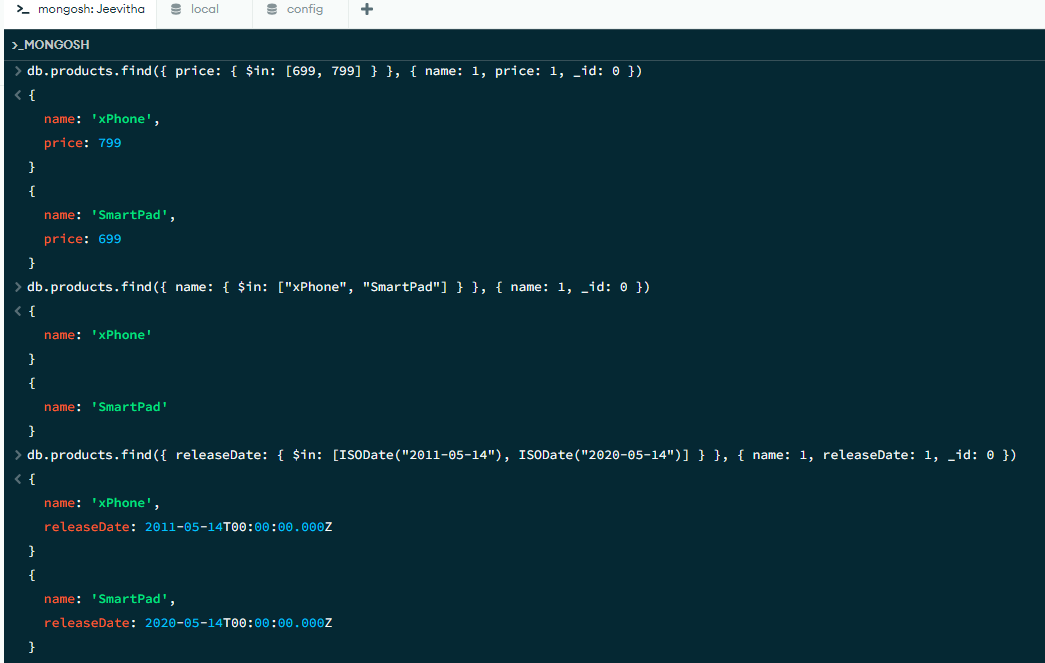 >_ mongosh: Jeevitha local config +
>_MONGOSH
> db.products.find({ price: { $in: [699, 799] } }, { name: 1, price: 1, _id: 0 })
< {
name: 'xPhone',
price: 799
}
{
name: 'SmartPad',
price: 699
}
> db.products.find({ name: { $in: ["xPhone", "SmartPad"] } }, { name: 1, _id: 0 })
< {
name: 'xPhone'
}
{
name: 'SmartPad'
}
> db.products.find({ releaseDate: { $in: [ISODate("2011-05-14"), ISODate("2020-05-14")] } }, { name: 1, releaseDate: 1, _id: 0 })
< {
name: 'xPhone',
releaseDate: 2011-05-14T00:00:00.000Z
}
{
name: 'SmartPad',
releaseDate: 2020-05-14T00:00:00.000Z
}